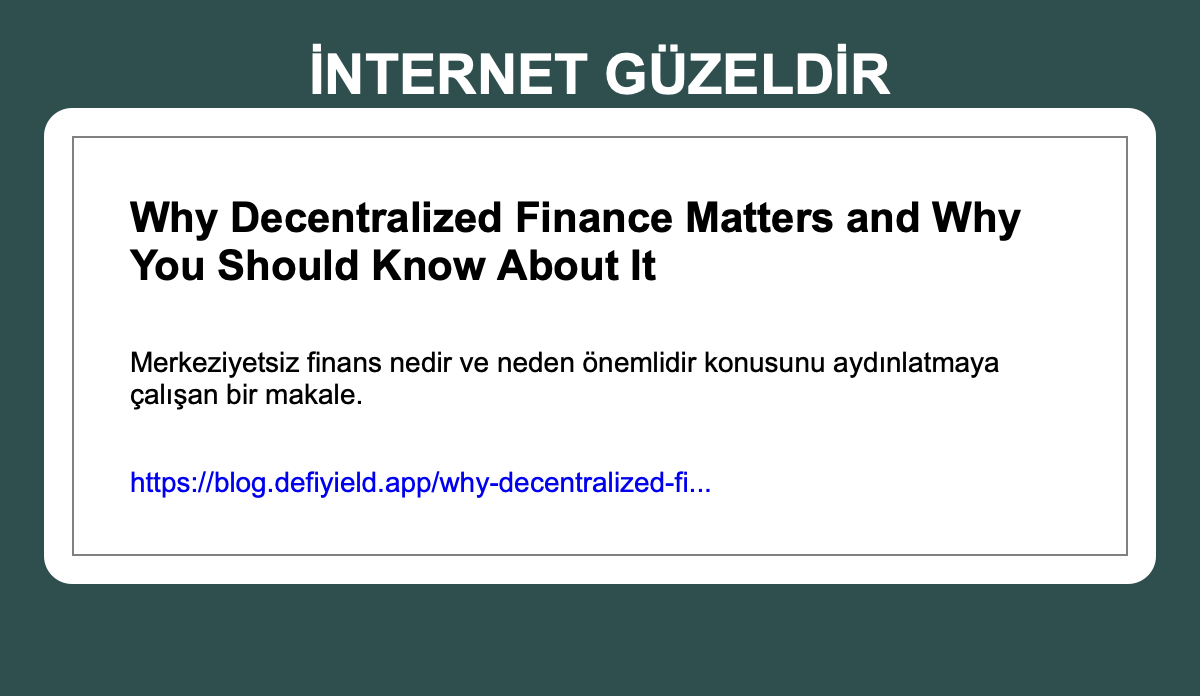 İNTERNET GÜZELDİR
Why Decentralized Finance Matters and Why
You Should Know About It
Merkeziyetsiz finans nedir ve neden önemlidir konusunu aydınlatmaya
çalışan bir makale.
https://blog.defiyield.app/why-decentralized-fi...